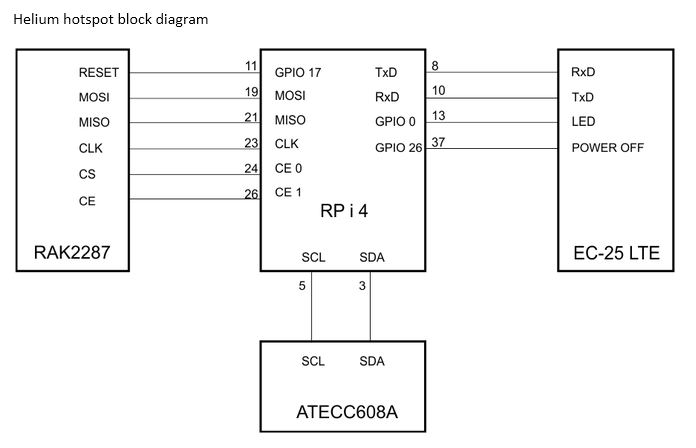 Helium hotspot block diagram
RESET 11 GPIO 17 TxD 8 RxD
MOSI 19 MOSI RxD 10 TxD
MISO 21 MISO GPIO 0 13 LED
CLK 23 CLK GPIO 26 37 POWER OFF
CS 24 CE 0
CE 26 CE 1
RP i 4
RAK2287 EC-25 LTE
SCL SDA
5 3
SCL SDA
ATECC608A